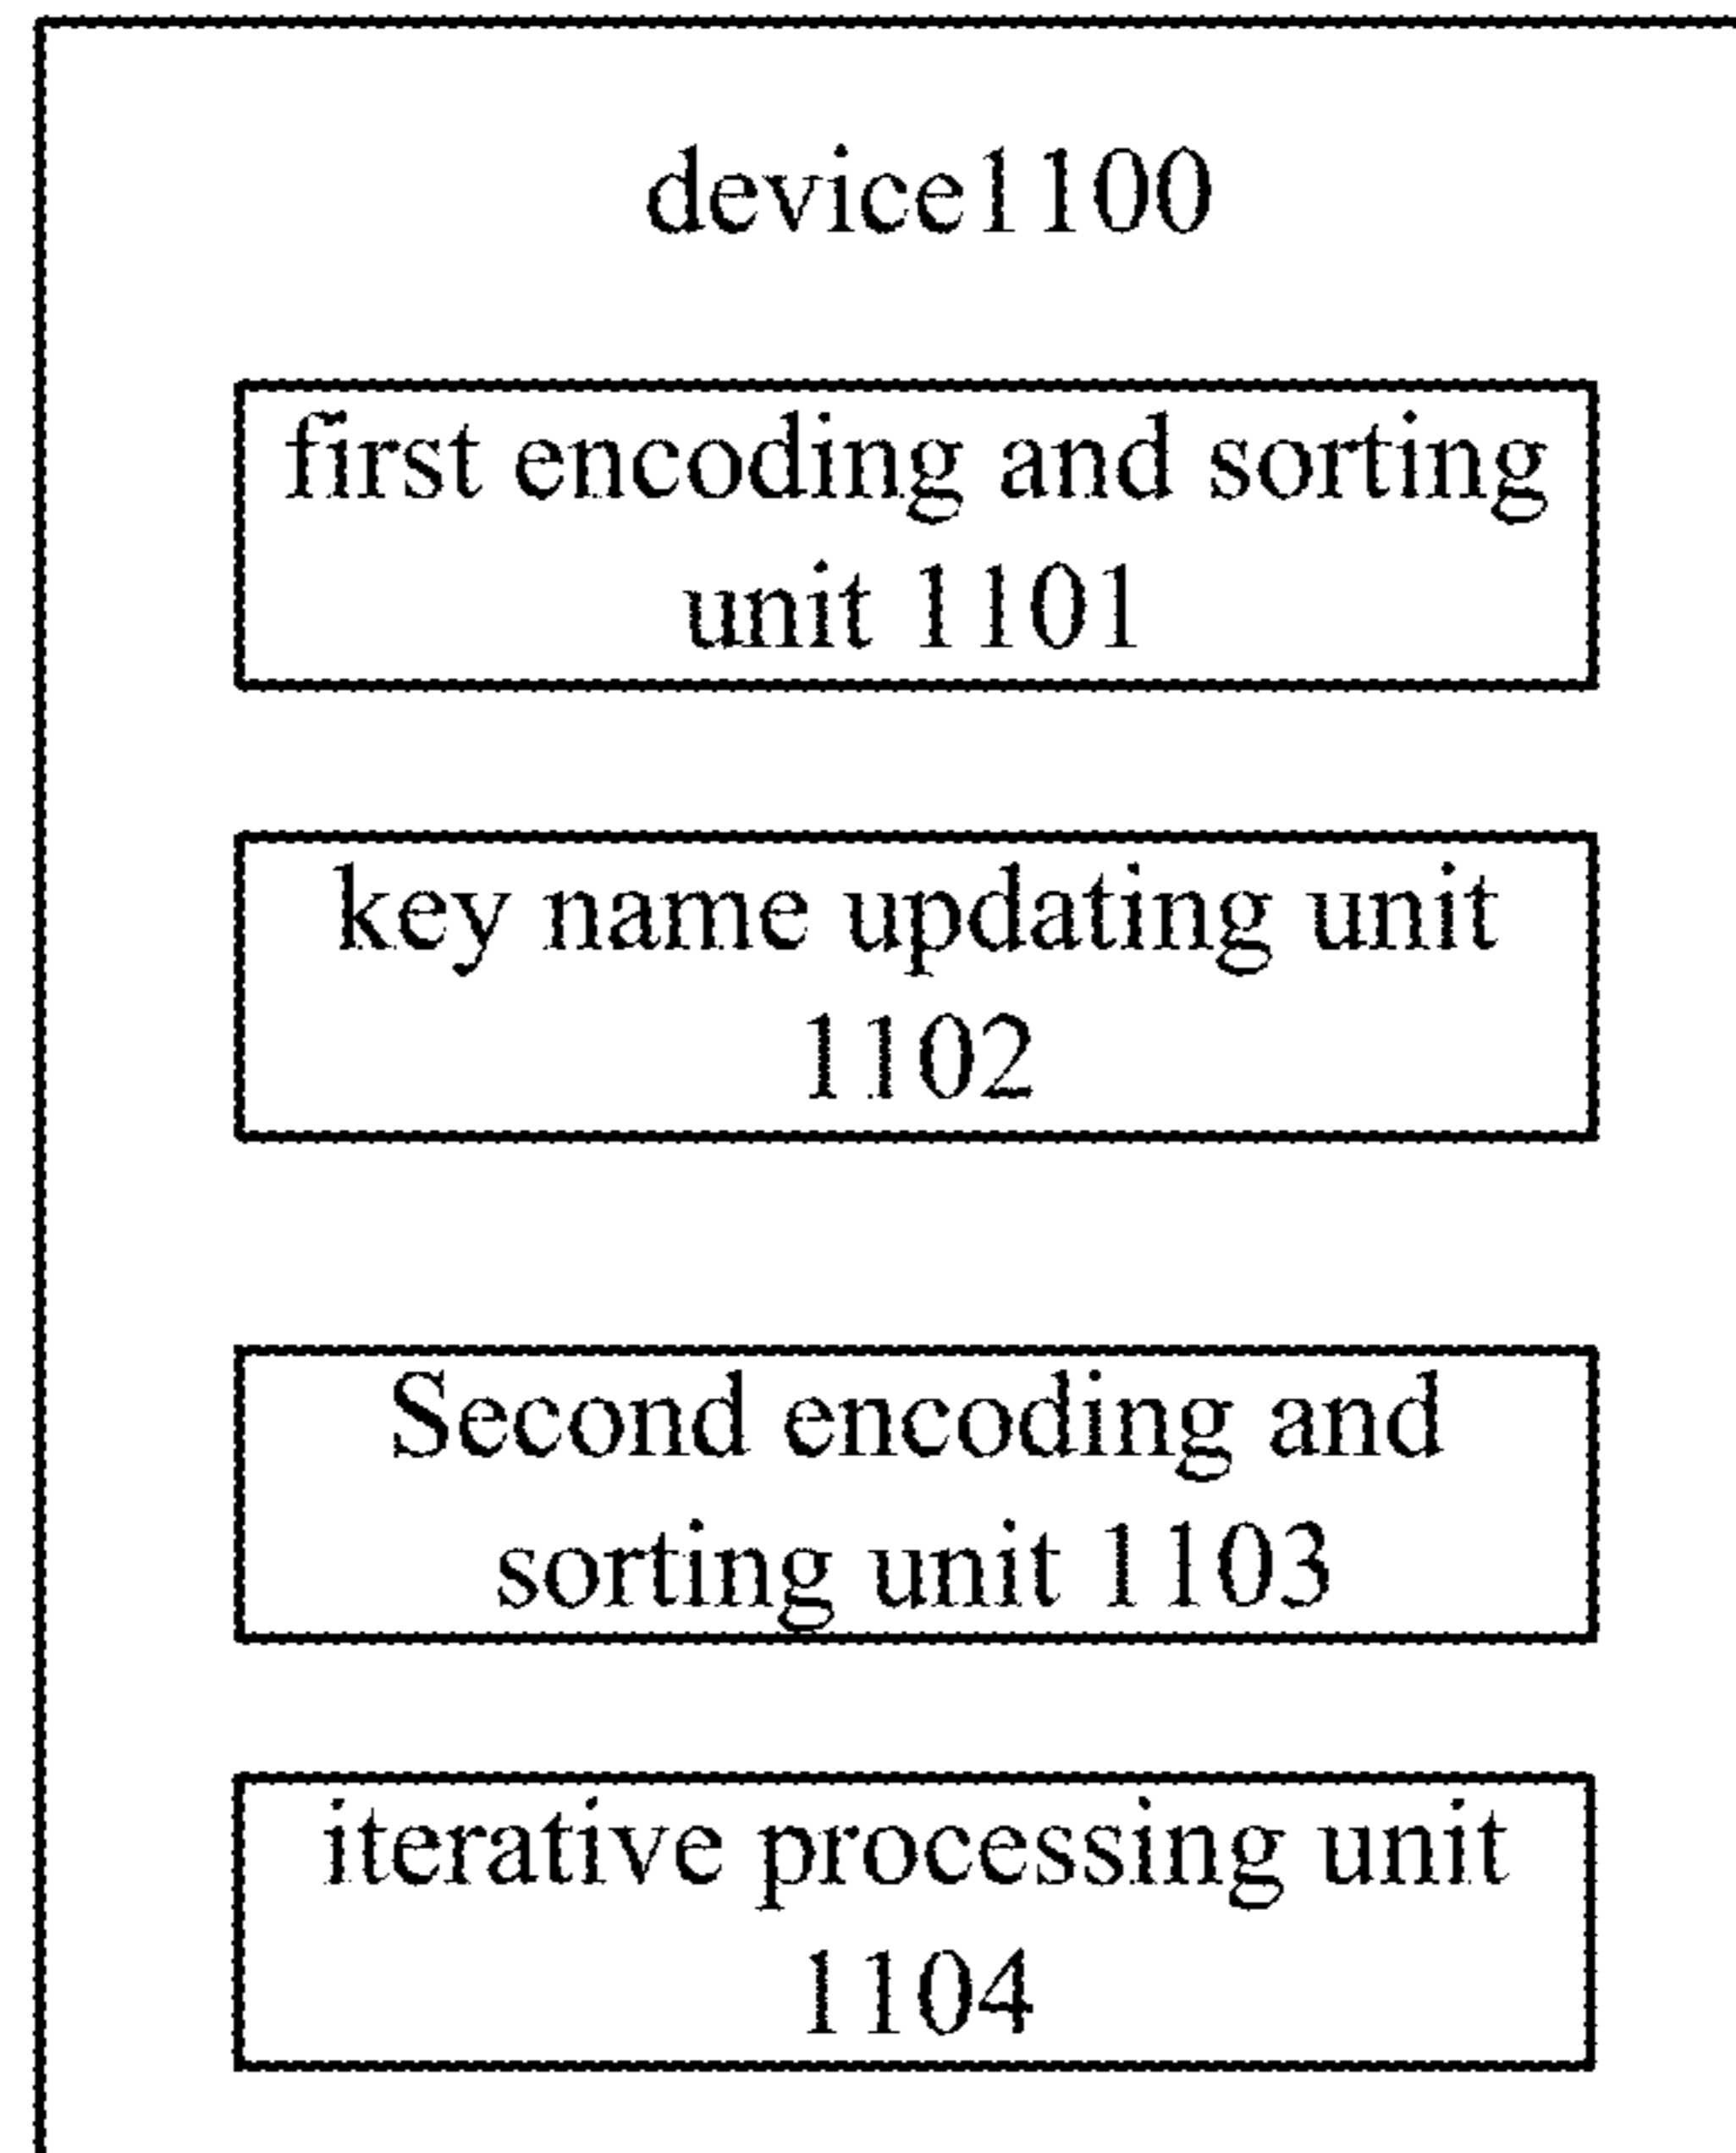 device1100
first encoding and sorting
unit 1101
key name updating unit
1102
Second encoding and
sorting unit 1103
iterative processing unit
1104